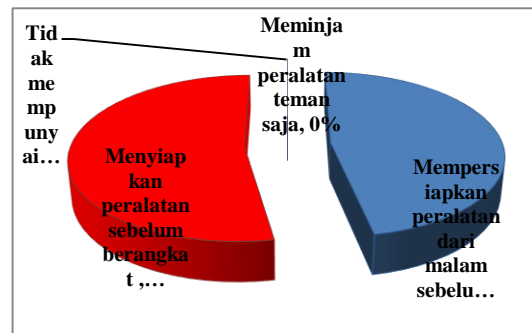 Tid
ak
me
mp
uny
ai…
Meminja
m
peralatan
teman
saja, 0%
Menyiap
kan
peralatan
sebelum
berangka
t ,…
Mempers
iapkan
peralatan
dari
malam
sebelu…